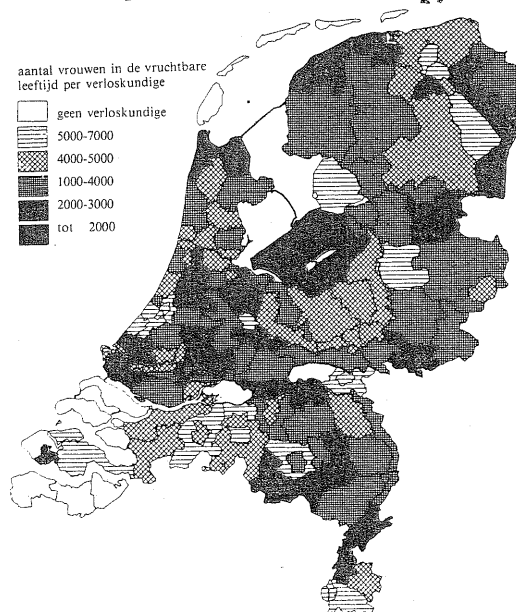 aantal vrouwen in de vruchtbare
leeftijd per verloskundige
geen verloskundige
5000-7000
4000-5000
1000-4000
2000-3000
tot 2000